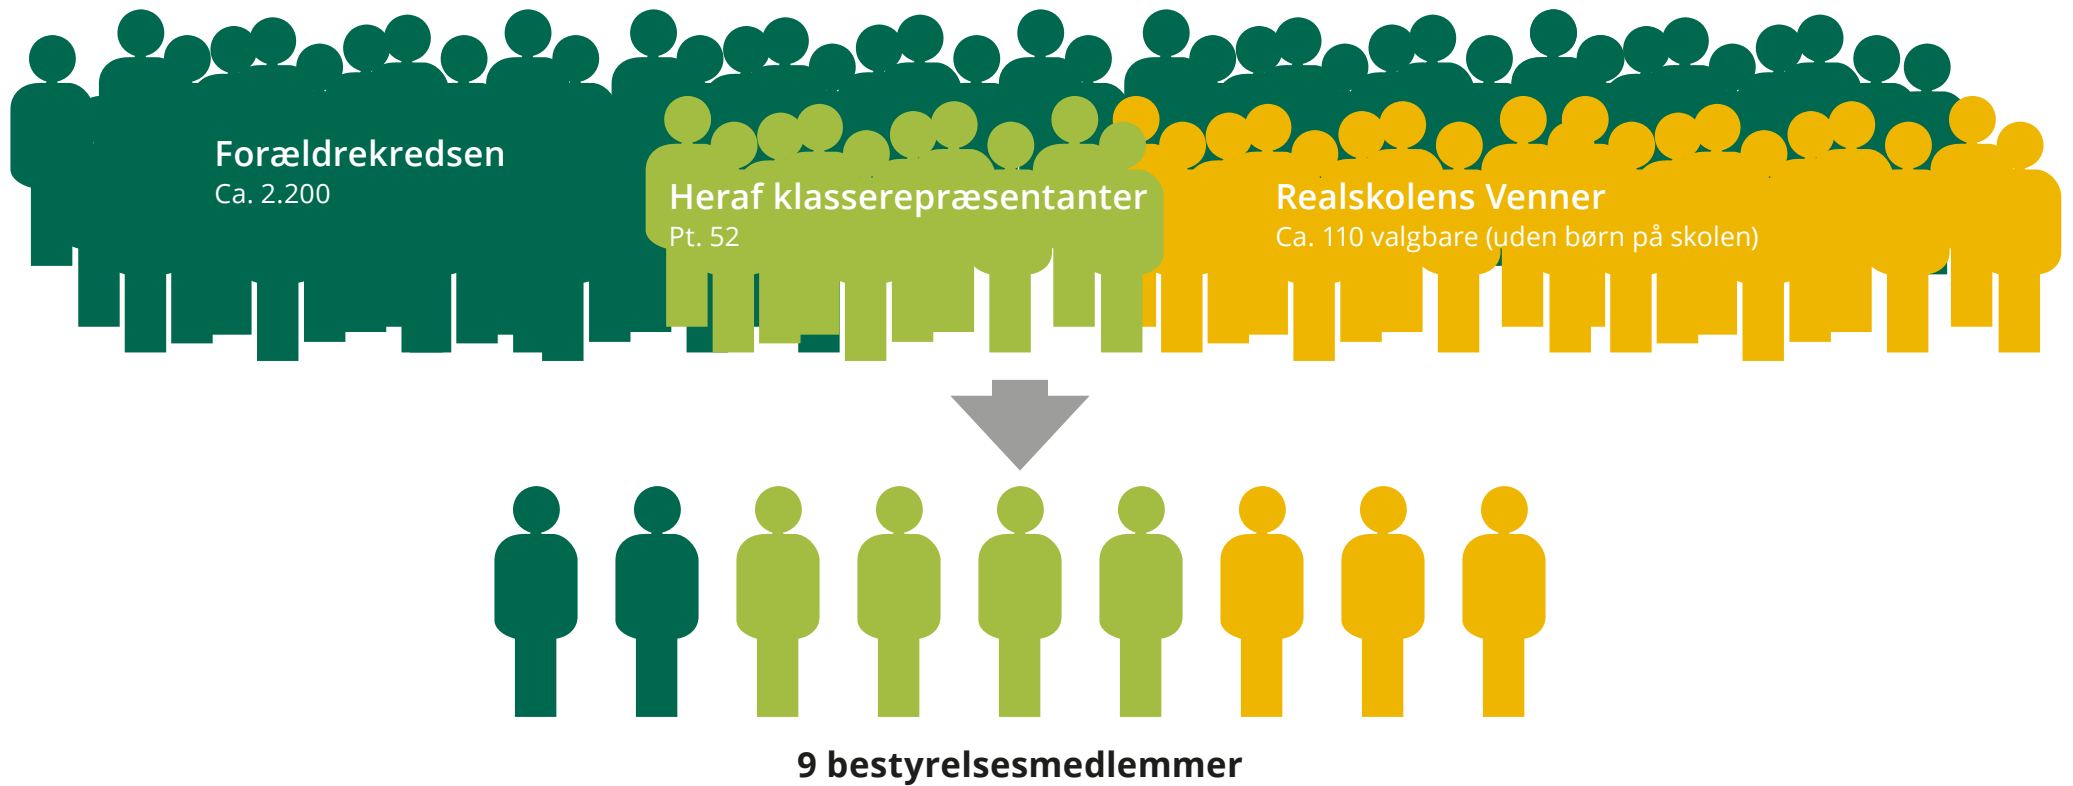 Forældrekredsen
Ca. 2.200
Heraf klasserepræsentanter
Pt. 52
Realskolens Venner
Ca. 110 valgbare (uden børn på skolen)
9 bestyrelsesmedlemmer